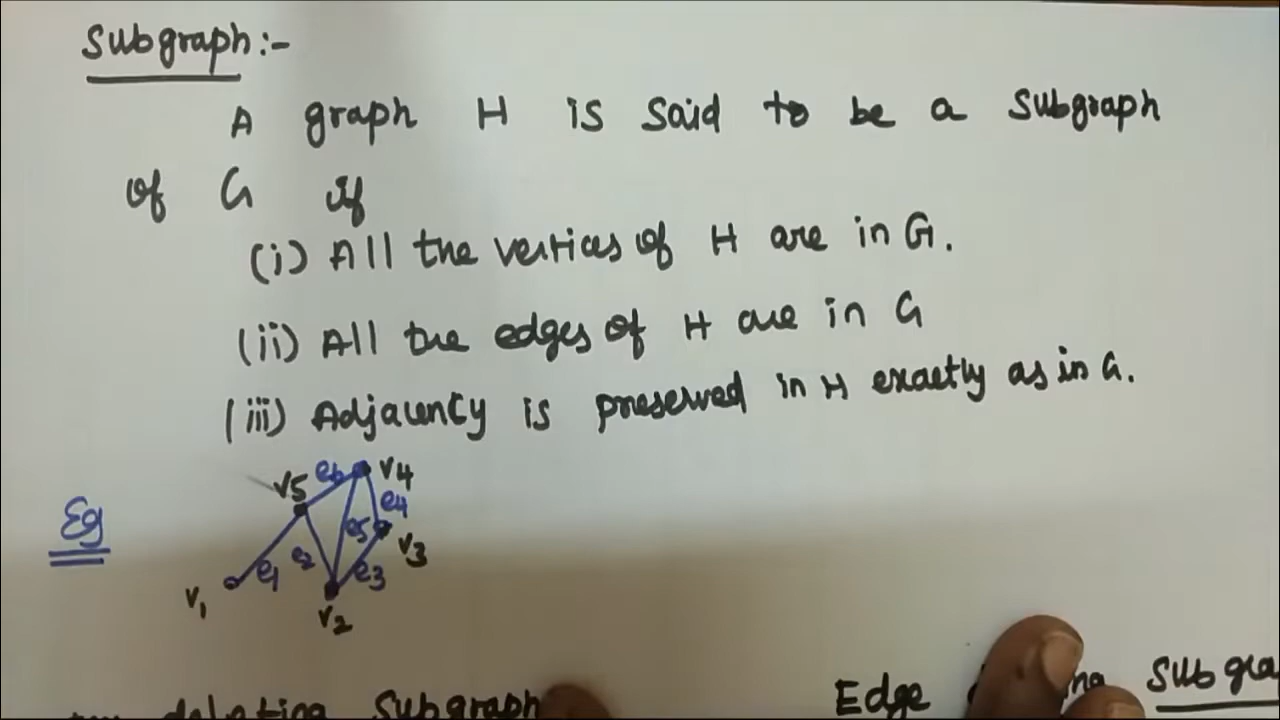 Subgraph:-
A graph H is said to be a subgraph
of G if
(i) All the vertices of H are in G.
(ii) All the edges of H are in G
(iii) Adjacency is preserved in H exactly as in G.
Eg
v5 e6 v4
e4
e5
v3
e2
e1 e3
v1
v2
deleting subgraph
Edge